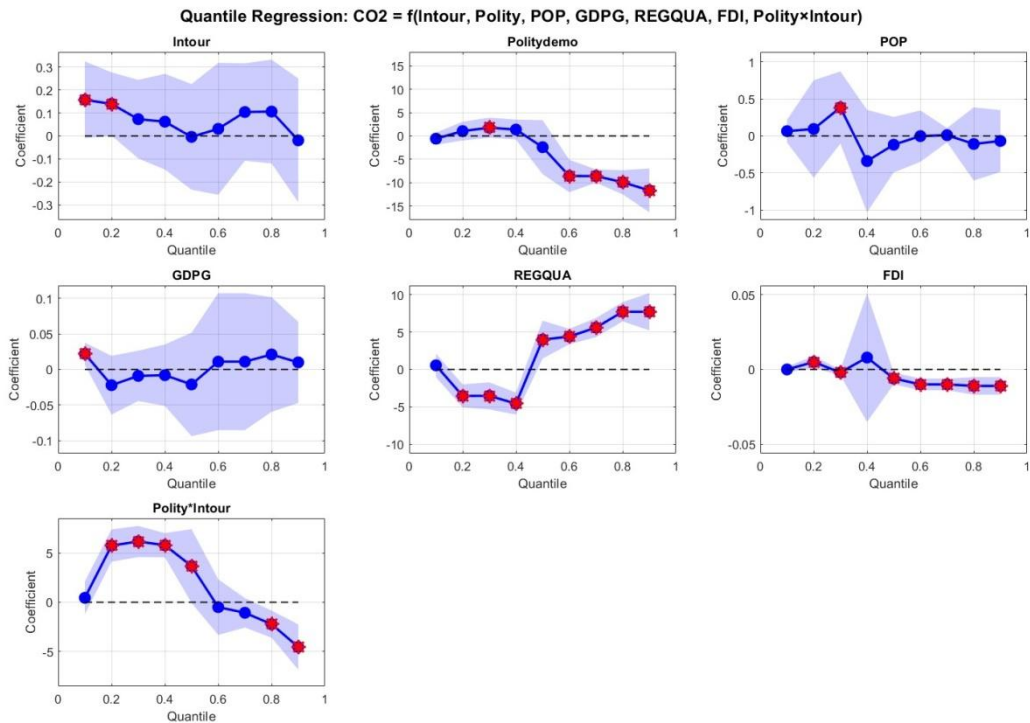 Quantile Regression: CO2 = f(Intour, Polity, POP, GDPG, REGQUA, FDI, Polity×Intour)
Intour
Coefficient
0.3
0.2
0.1
0
-0.1
-0.2
-0.3
0 0.2 0.4 0.6 0.8 1
Quantile
Politydemo
Coefficient
15
10
5
0
-5
-10
-15
0 0.2 0.4 0.6 0.8 1
Quantile
POP
Coefficient
1
0.5
0
-0.5
-1
0 0.2 0.4 0.6 0.8 1
Quantile
GDPG
Coefficient
0.1
0.05
0
-0.05
-0.1
0 0.2 0.4 0.6 0.8 1
Quantile
REGQUA
Coefficient
10
5
0
-5
-10
0 0.2 0.4 0.6 0.8 1
Quantile
FDI
Coefficient
0.05
0
-0.05
0 0.2 0.4 0.6 0.8 1
Quantile
Polity*Intour
Coefficient
5
0
-5
0 0.2 0.4 0.6 0.8 1
Quantile